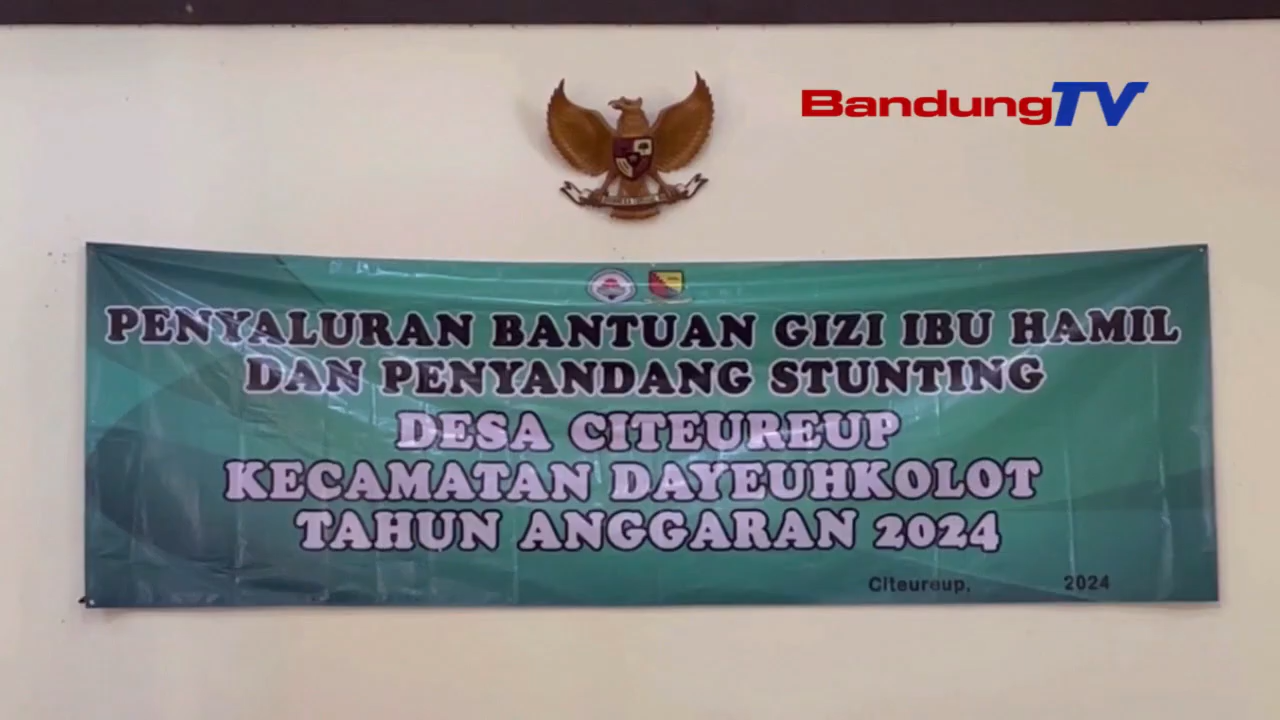 BandungTV
PENYALURAN BANTUAN GIZI IBU HAMIL
DAN PENYANDANG STUNTING
DESA CITEUREUP
KECAMATAN DAYEUHKOLOT
TAHUN ANGGARAN 2024
Citeureup, 2024